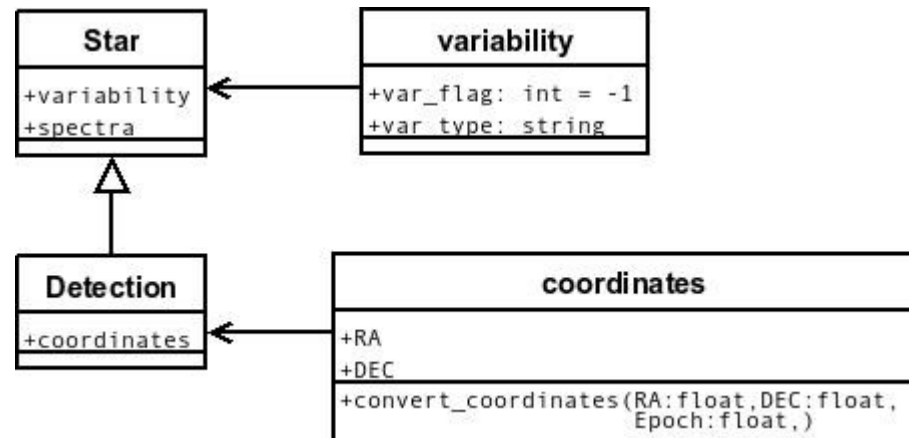 Star
+variability
+spectra
variability
+var_flag: int = -1
+var_type: string
Detection
+coordinates
coordinates
+RA
+DEC
+convert_coordinates(RA:float,DEC:float,
Epoch:float,)